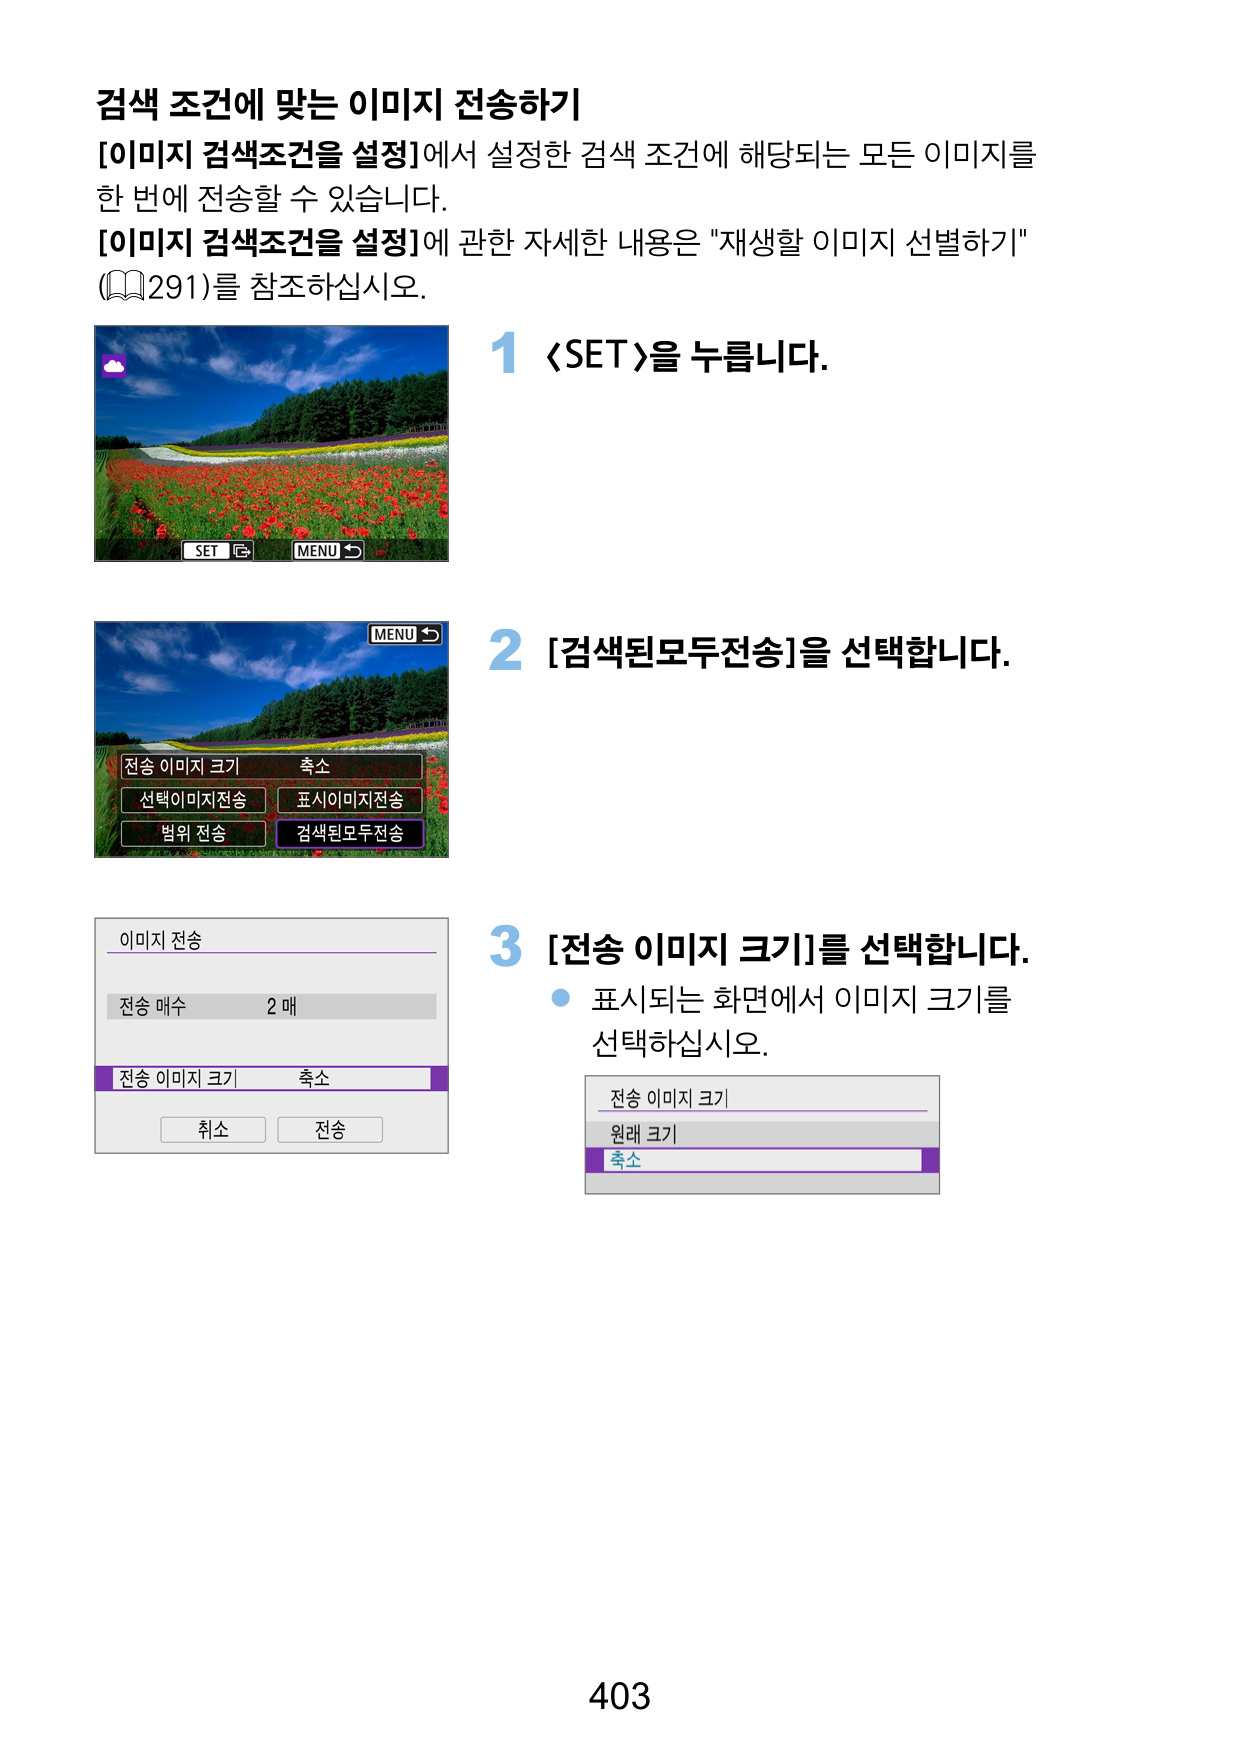 검색 조건에 맞는 이미지 전송하기
[이미지 검색조건을 설정]에서 설정한 검색 조건에 해당되는 모든 이미지를
한 번에 전송할 수 있습니다.
[이미지 검색조건을 설정]에 관한 자세한 내용은 "재생할 이미지 선별하기"
(291)를 참조하십시오.
1 <SET>을 누릅니다.
SET MENU
2 [검색된모두전송]을 선택합니다.
MENU
전송 이미지 크기 축소
선택이미지전송 표시이미지전송
범위 전송 검색된모두전송
3 [전송 이미지 크기]를 선택합니다.
● 표시되는 화면에서 이미지 크기를
선택하십시오.
이미지 전송
전송 매수 2 매
전송 이미지 크기 축소
취소 전송
전송 이미지 크기
원래 크기
축소
403